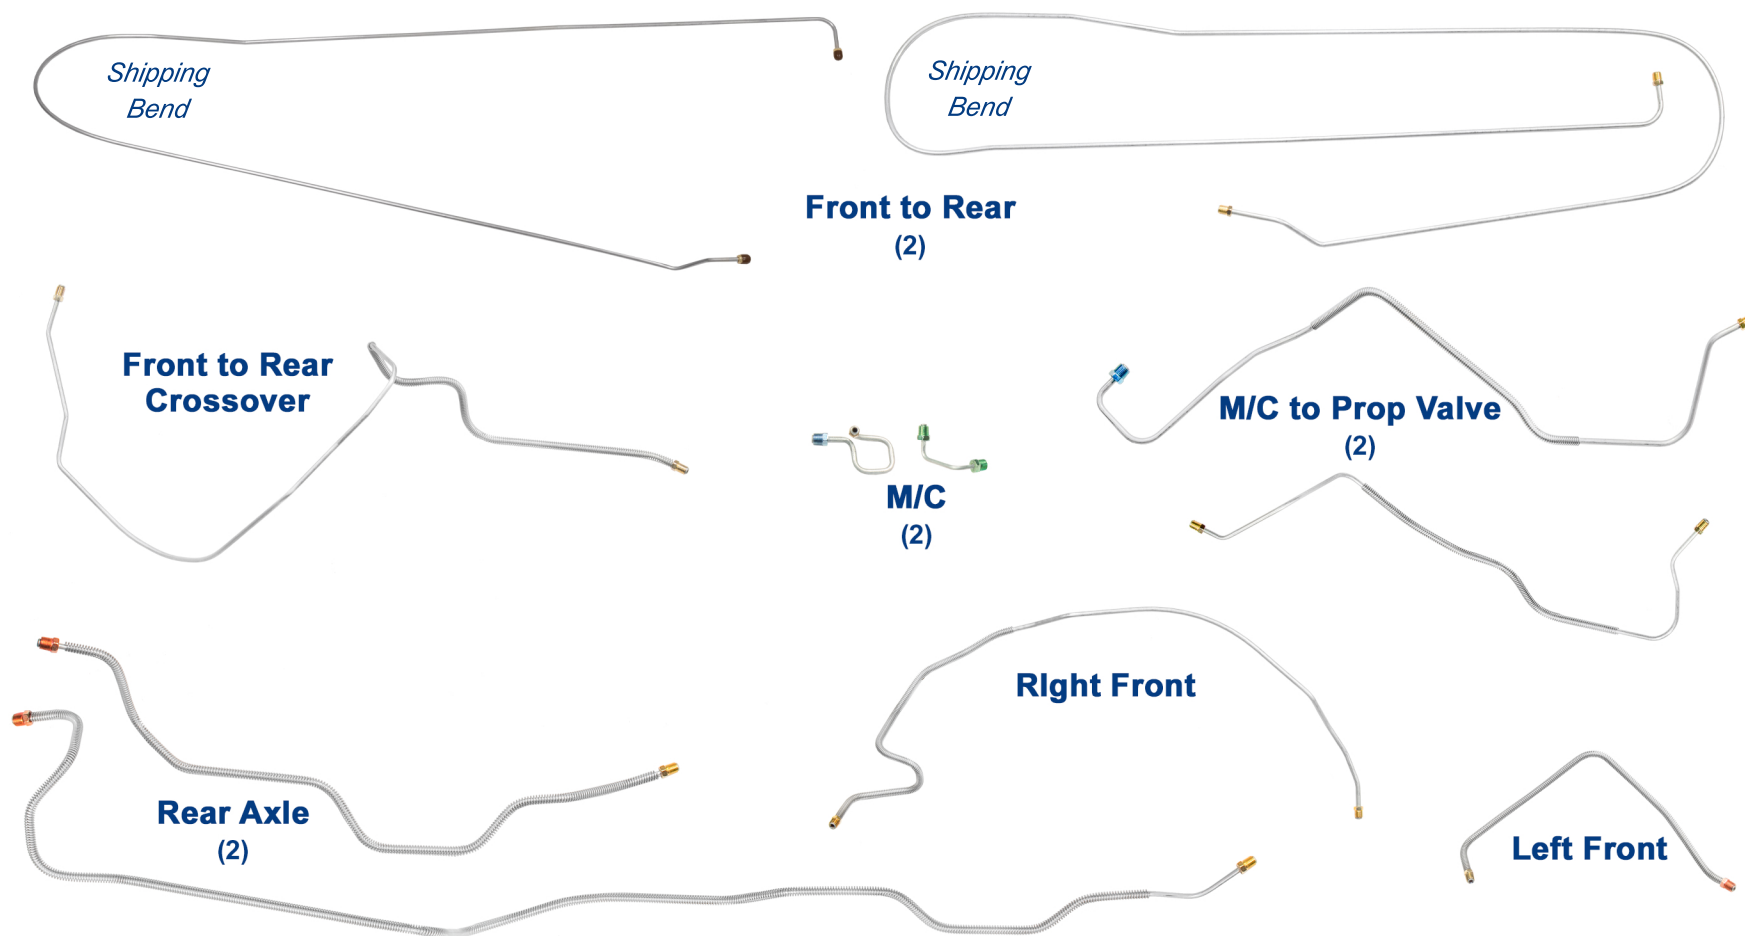 Shipping
Bend
Shipping
Bend
Front to Rear
(2)
Front to Rear
Crossover
M/C to Prop Valve
(2)
M/C
(2)
RIght Front
Rear Axle
(2)
Left Front